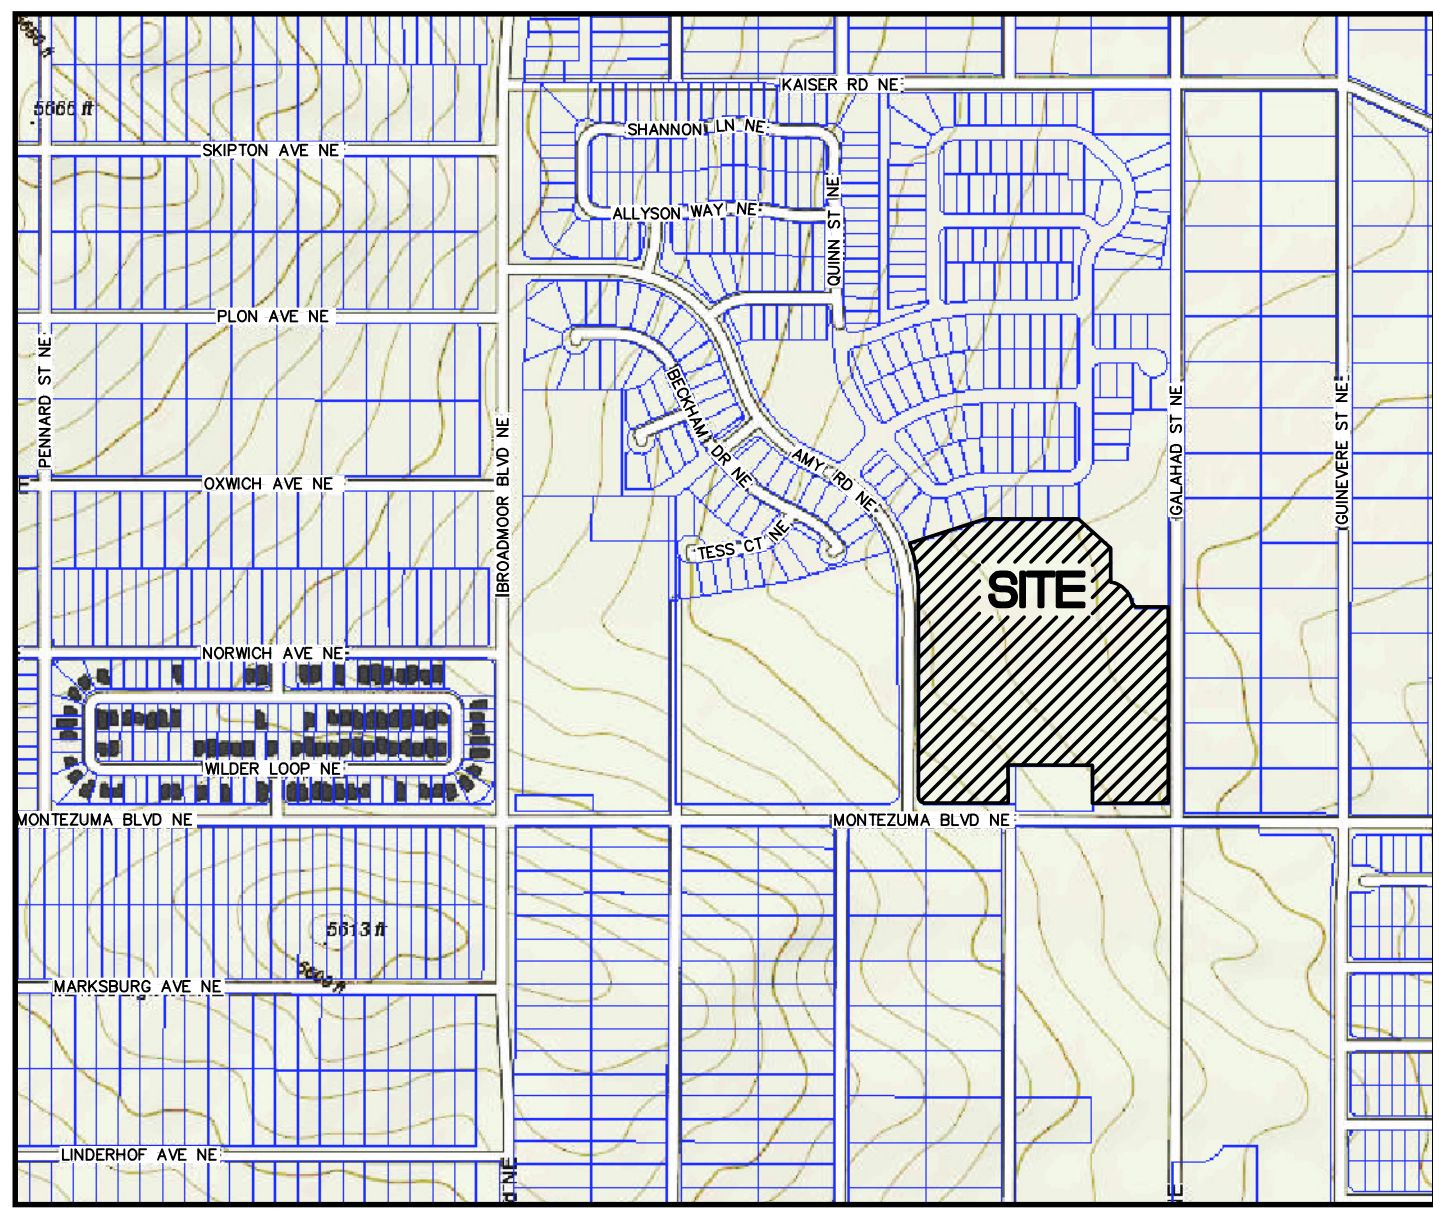 KAISER RD NE
5666 ft
SHANNON LN NE
SKIPTON AVE NE
ALLYSON WAY NE
QUINN ST NE
PLON AVE NE
PENNARD ST NE
BECKHAM DR NE
BROADMOOR BLVD NE
GALAHAD ST NE
GUINEVERE ST NE
AMY RD NE
OXWICH AVE NE
TESS CT NE
SITE
NORWICH AVE NE
WILDER LOOP NE
MONTEZUMA BLVD NE
MONTEZUMA BLVD NE
5613 ft
5600 ft
MARKSBURG AVE NE
LINDERHOF AVE NE
d NE